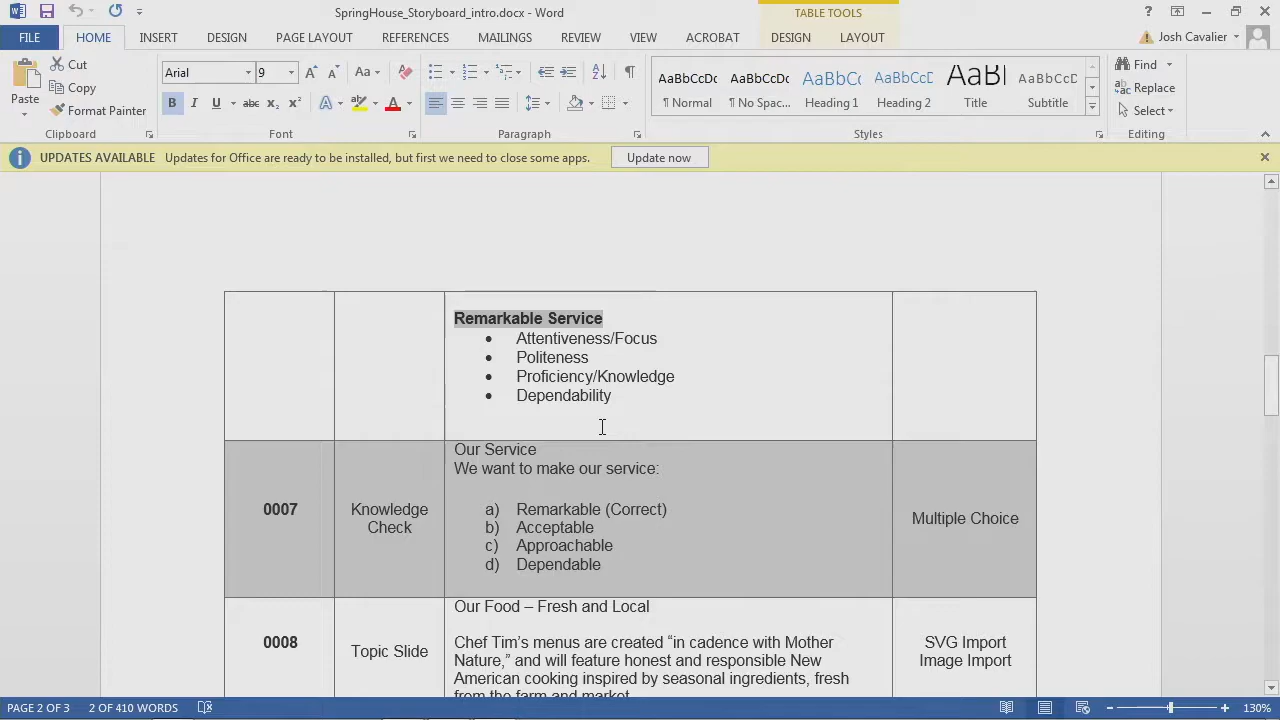 SpringHouse_Storyboard_intro.docx - Word
TABLE TOOLS
FILE HOME INSERT DESIGN PAGE LAYOUT REFERENCES MAILINGS REVIEW VIEW ACROBAT DESIGN LAYOUT Josh Cavalier
Paste
Cut
Copy
Format Painter
Clipboard
Arial 9
Font
Paragraph
AaBbCcDc AaBbCcDc AaBbCc AaBbCcD AaBl AaBbCcD
¶ Normal ¶ No Spac... Heading 1 Heading 2 Title Subtitle
Styles
Find
Replace
Select
Editing
UPDATES AVAILABLE Updates for Office are ready to be installed, but first we need to close some apps. Update now
Remarkable Service
• Attentiveness/Focus
• Politeness
• Proficiency/Knowledge
• Dependability
0007
Knowledge
Check
Our Service
We want to make our service:
a) Remarkable (Correct)
b) Acceptable
c) Approachable
d) Dependable
Multiple Choice
0008
Topic Slide
Our Food – Fresh and Local
Chef Tim’s menus are created “in cadence with Mother
Nature,” and will feature honest and responsible New
American cooking inspired by seasonal ingredients, fresh
from the farm and market
SVG Import
Image Import
PAGE 2 OF 3 2 OF 410 WORDS 130%